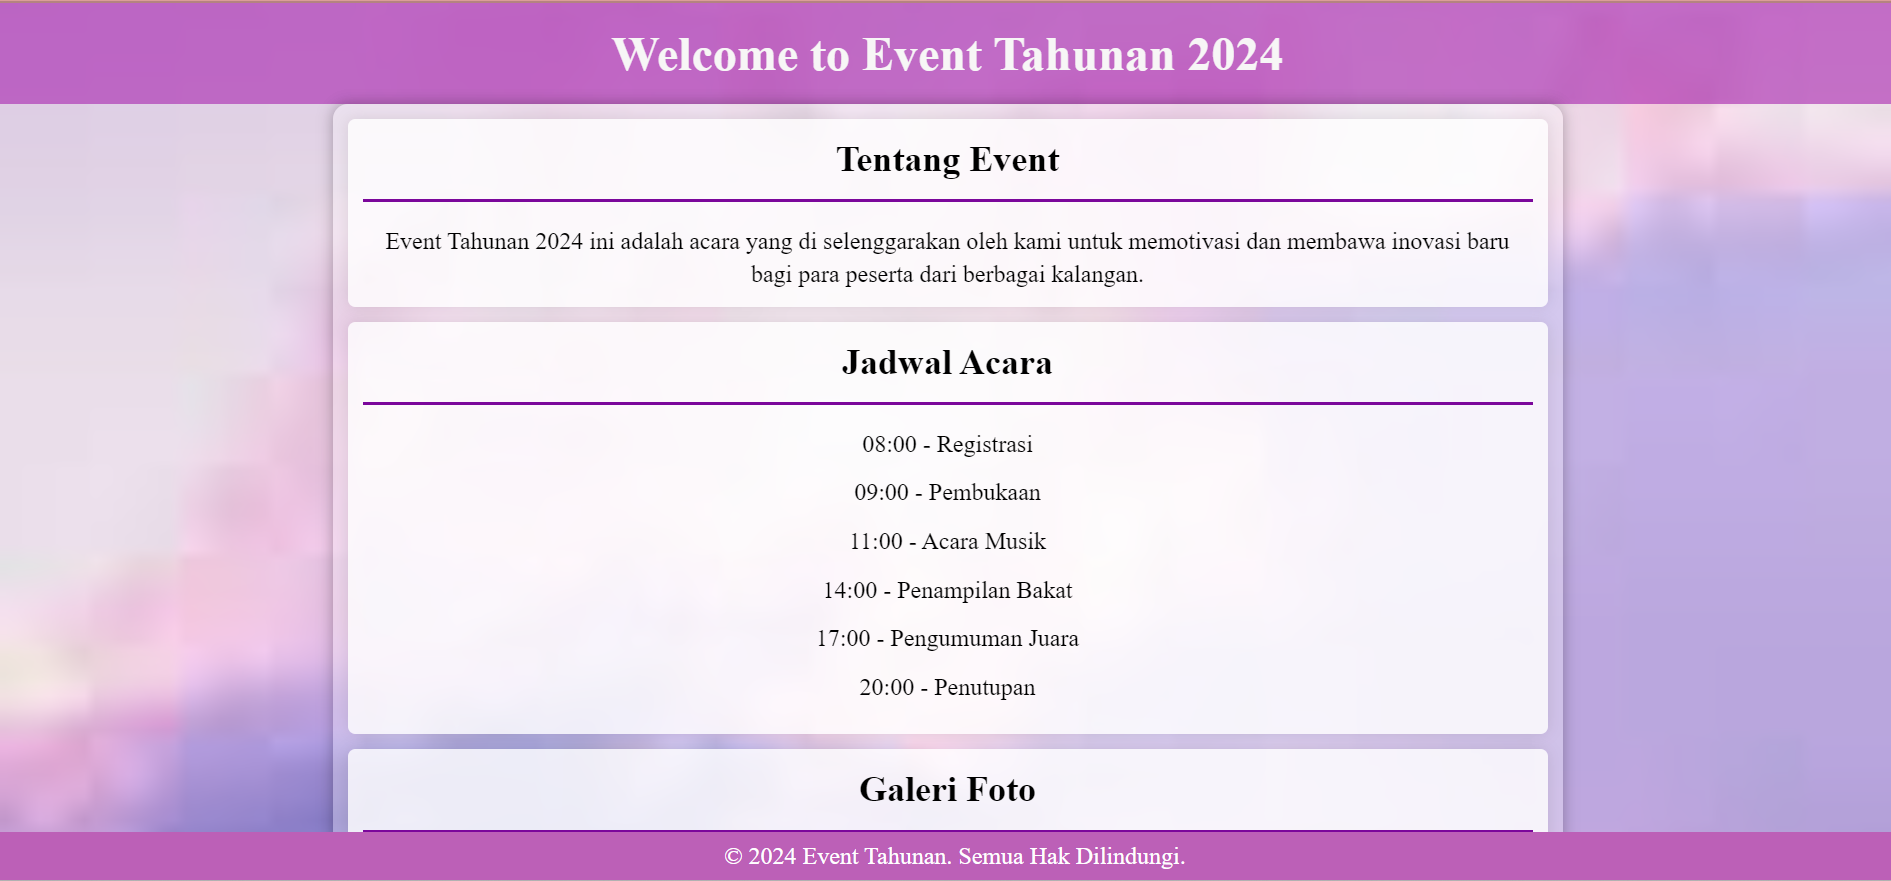 Welcome to Event Tahunan 2024
Tentang Event
Event Tahunan 2024 ini adalah acara yang di selenggarakan oleh kami untuk memotivasi dan membawa inovasi baru
bagi para peserta dari berbagai kalangan.
Jadwal Acara
08:00 - Registrasi
09:00 - Pembukaan
11:00 - Acara Musik
14:00 - Penampilan Bakat
17:00 - Pengumuman Juara
20:00 - Penutupan
Galeri Foto
© 2024 Event Tahunan. Semua Hak Dilindungi.